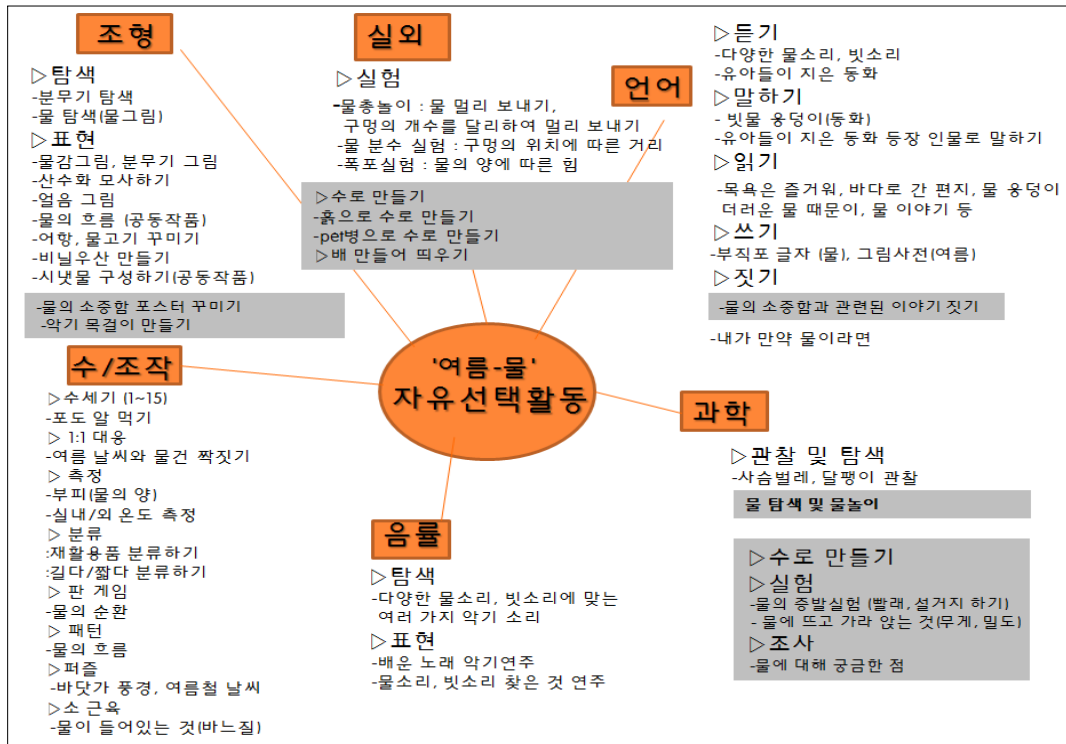 조형
▷탐색
-분무기 탐색
-물 탐색(물그림)
▷표현
-물감그림, 분무기 그림
-산수화 모사하기
-얼음 그림
-물의 흐름 (공동작품)
-어항, 물고기 꾸미기
-비닐우산 만들기
-시냇물 구성하기(공동작품)
-물의 소중함 포스터 꾸미기
-악기 목걸이 만들기
실외
▷실험
-물총놀이 : 물 멀리 보내기,
구멍의 개수를 달리하여 멀리 보내기
-물 분수 실험 : 구멍의 위치에 따른 거리
-폭포실험 : 물의 양에 따른 힘
▷수로 만들기
-흙으로 수로 만들기
-pet병으로 수로 만들기
▷배 만들어 띄우기
언어
▷듣기
-다양한 물소리, 빗소리
-유아들이 지은 동화
▷말하기
- 빗물 웅덩이(동화)
-유아들이 지은 동화 등장 인물로 말하기
▷읽기
-목욕은 즐거워, 바다로 간 편지, 물 웅덩이
더러운 물 때문이, 물 이야기 등
▷쓰기
-부직포 글자 (물), 그림사전(여름)
▷짓기
-물의 소중함과 관련된 이야기 짓기
-내가 만약 물이라면
'여름-물'
자유선택활동
수/조작
▷수세기 (1~15)
-포도 알 먹기
▷ 1:1 대응
-여름 날씨와 물건 짝짓기
▷ 측정
-부피(물의 양)
-실내/외 온도 측정
▷ 분류
:재활용품 분류하기
:길다/짧다 분류하기
▷ 판 게임
-물의 순환
▷ 패턴
-물의 흐름
▷퍼즐
-바닷가 풍경, 여름철 날씨
▷소 근육
-물이 들어있는 것(바느질)
음률
▷탐색
-다양한 물소리, 빗소리에 맞는
여러 가지 악기 소리
▷표현
-배운 노래 악기연주
-물소리, 빗소리 찾은 것 연주
과학
▷관찰 및 탐색
-사슴벌레, 달팽이 관찰
물 탐색 및 물놀이
▷수로 만들기
▷실험
-물의 증발실험 (빨래, 설거지 하기)
- 물에 뜨고 가라 앉는 것(무게, 밀도)
▷조사
-물에 대해 궁금한 점